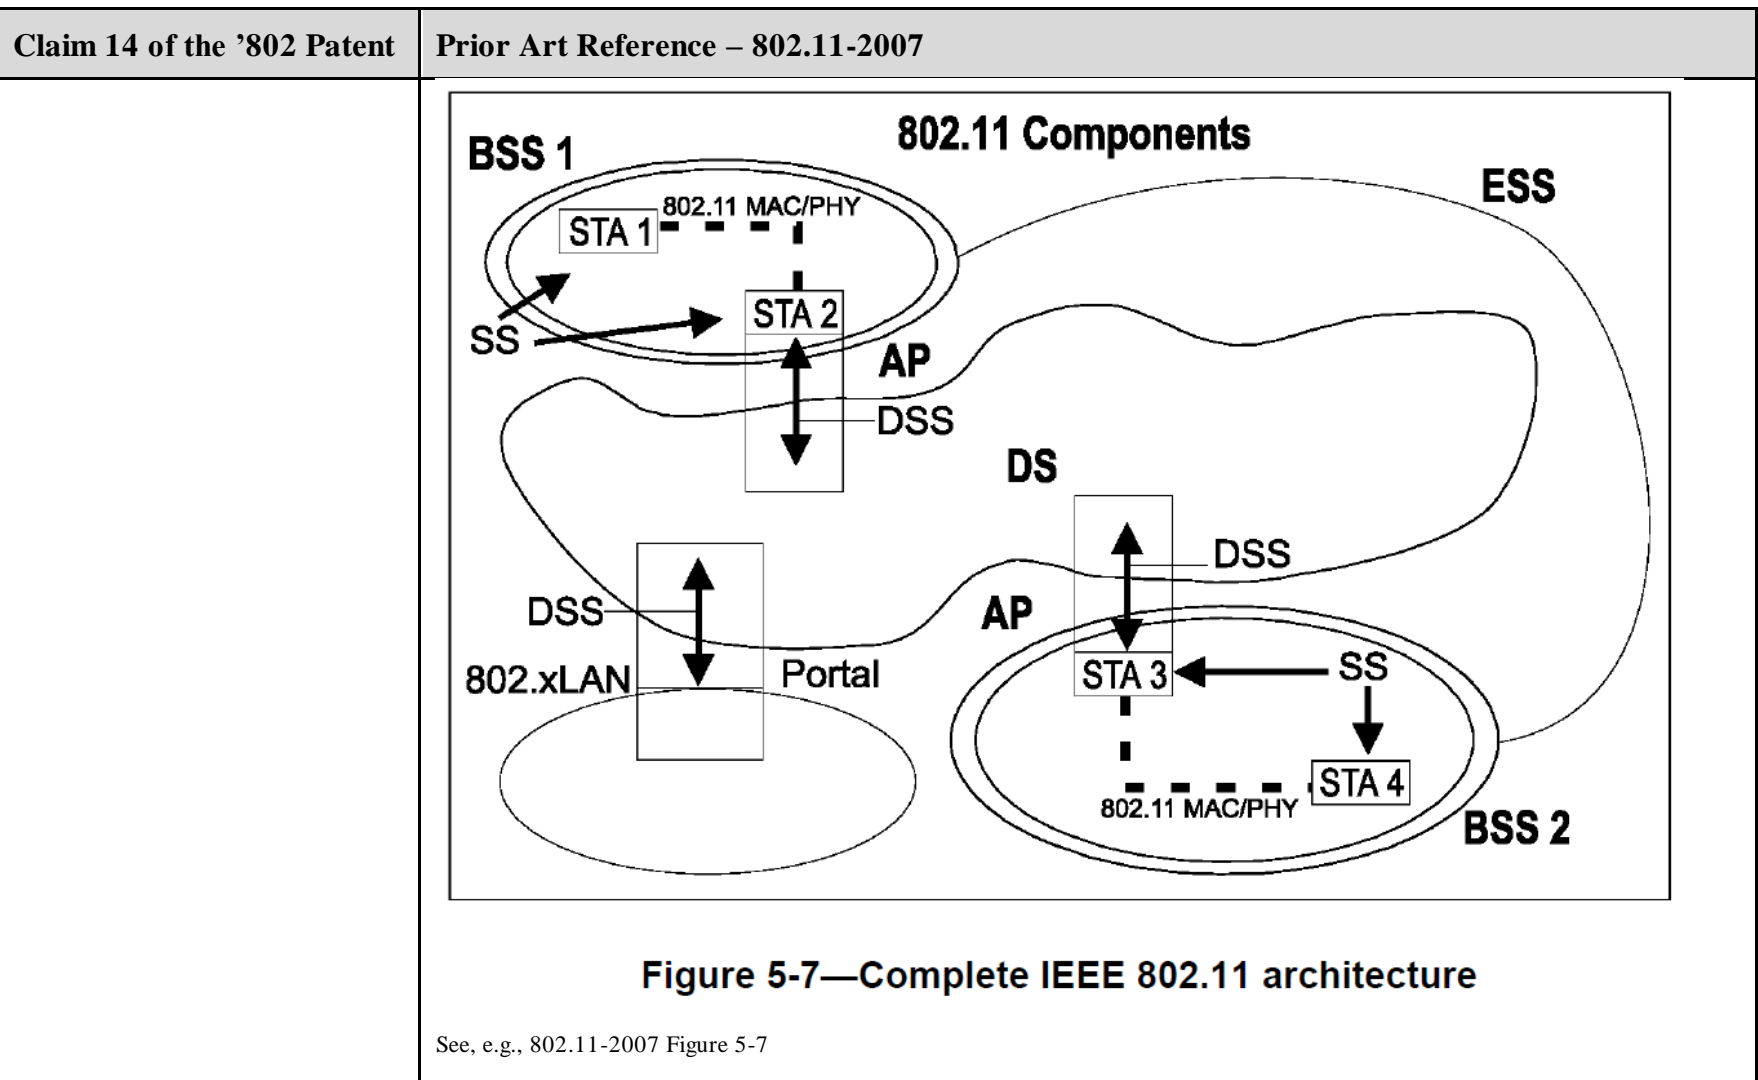 Claim 14 of the ’802 Patent
Prior Art Reference – 802.11-2007
802.11 Components
BSS 1
ESS
802.11 MAC/PHY
STA 1
STA 2
SS
AP
DSS
DS
DSS
DSS
AP
802.xLAN
Portal
STA 3
SS
STA 4
802.11 MAC/PHY
BSS 2
Figure 5-7—Complete IEEE 802.11 architecture
See, e.g., 802.11-2007 Figure 5-7